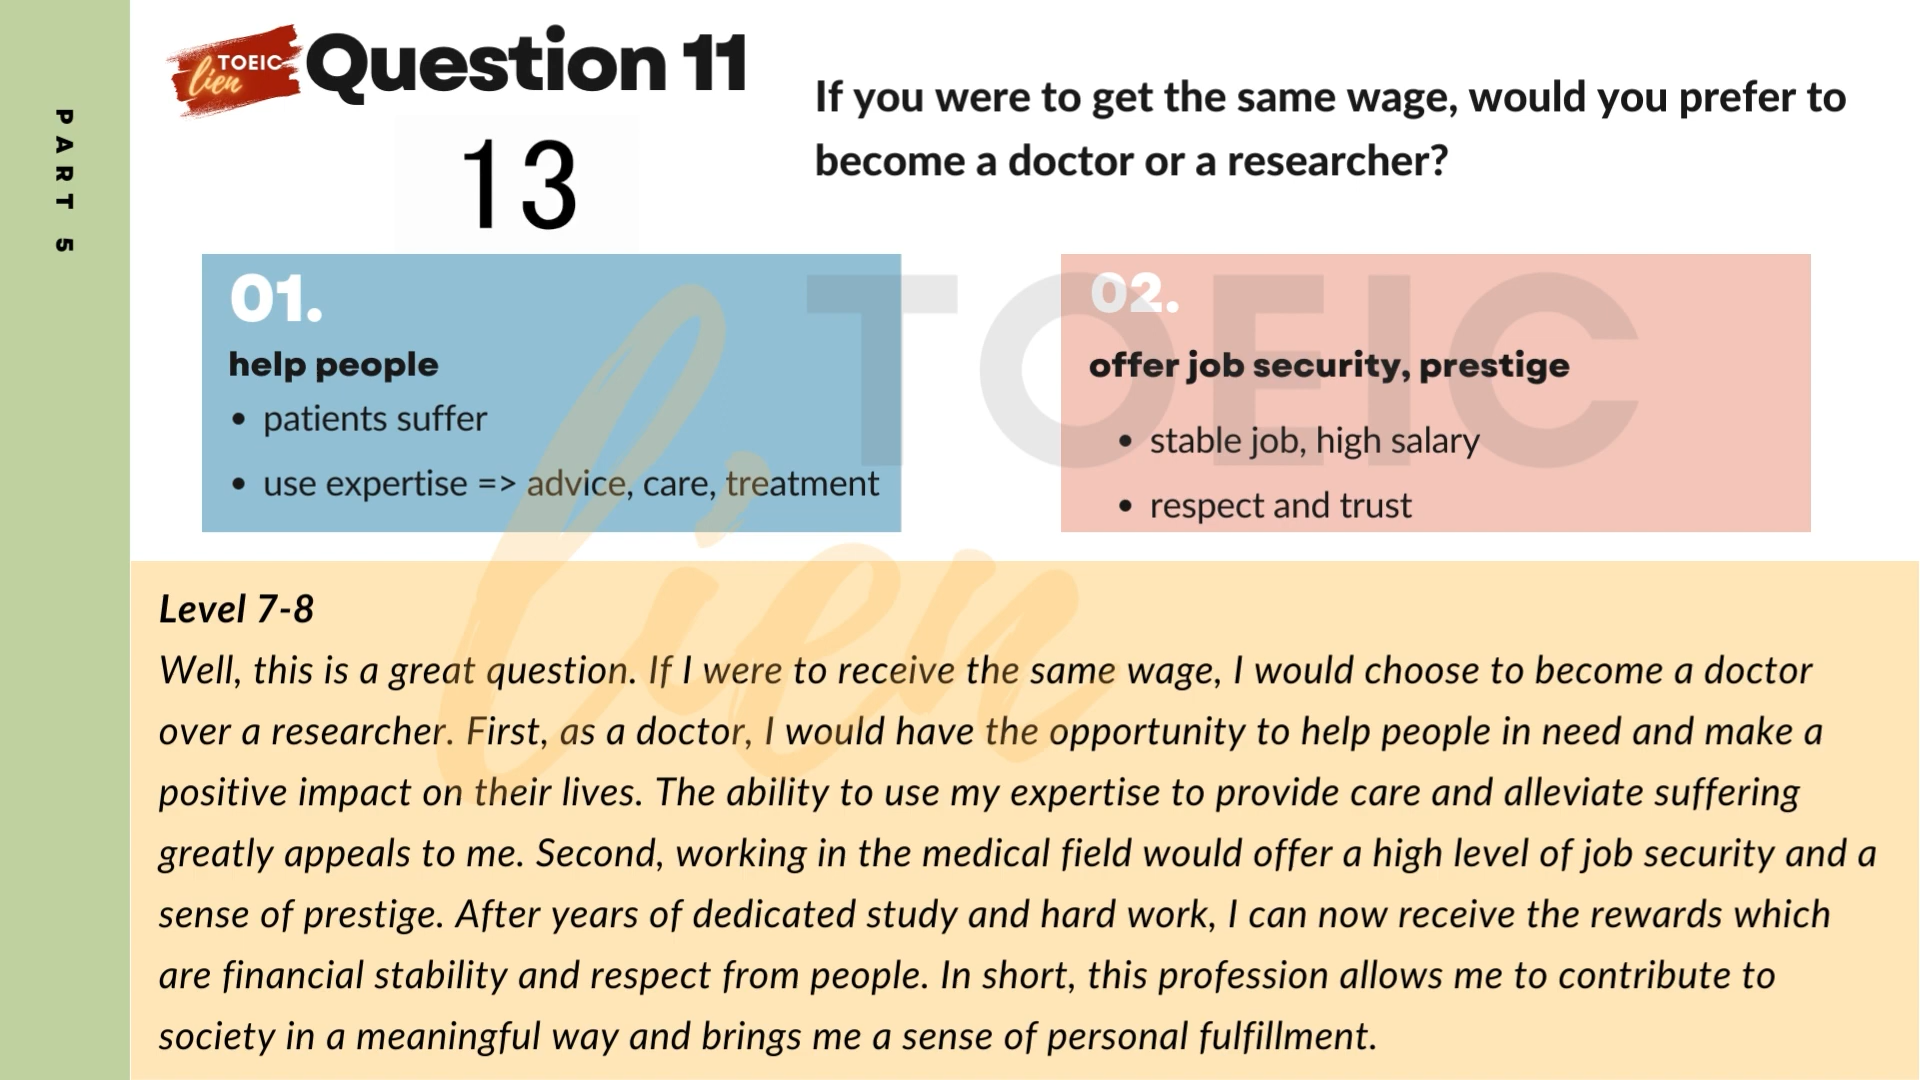 PART 5
TOEIC
lien
Question 11
13
If you were to get the same wage, would you prefer to
become a doctor or a researcher?
01.
help people
• patients suffer
• use expertise => advice, care, treatment
02.
offer job security, prestige
• stable job, high salary
• respect and trust
TOEIC
lien
Level 7-8
Well, this is a great question. If I were to receive the same wage, I would choose to become a doctor
over a researcher. First, as a doctor, I would have the opportunity to help people in need and make a
positive impact on their lives. The ability to use my expertise to provide care and alleviate suffering
greatly appeals to me. Second, working in the medical field would offer a high level of job security and a
sense of prestige. After years of dedicated study and hard work, I can now receive the rewards which
are financial stability and respect from people. In short, this profession allows me to contribute to
society in a meaningful way and brings me a sense of personal fulfillment.